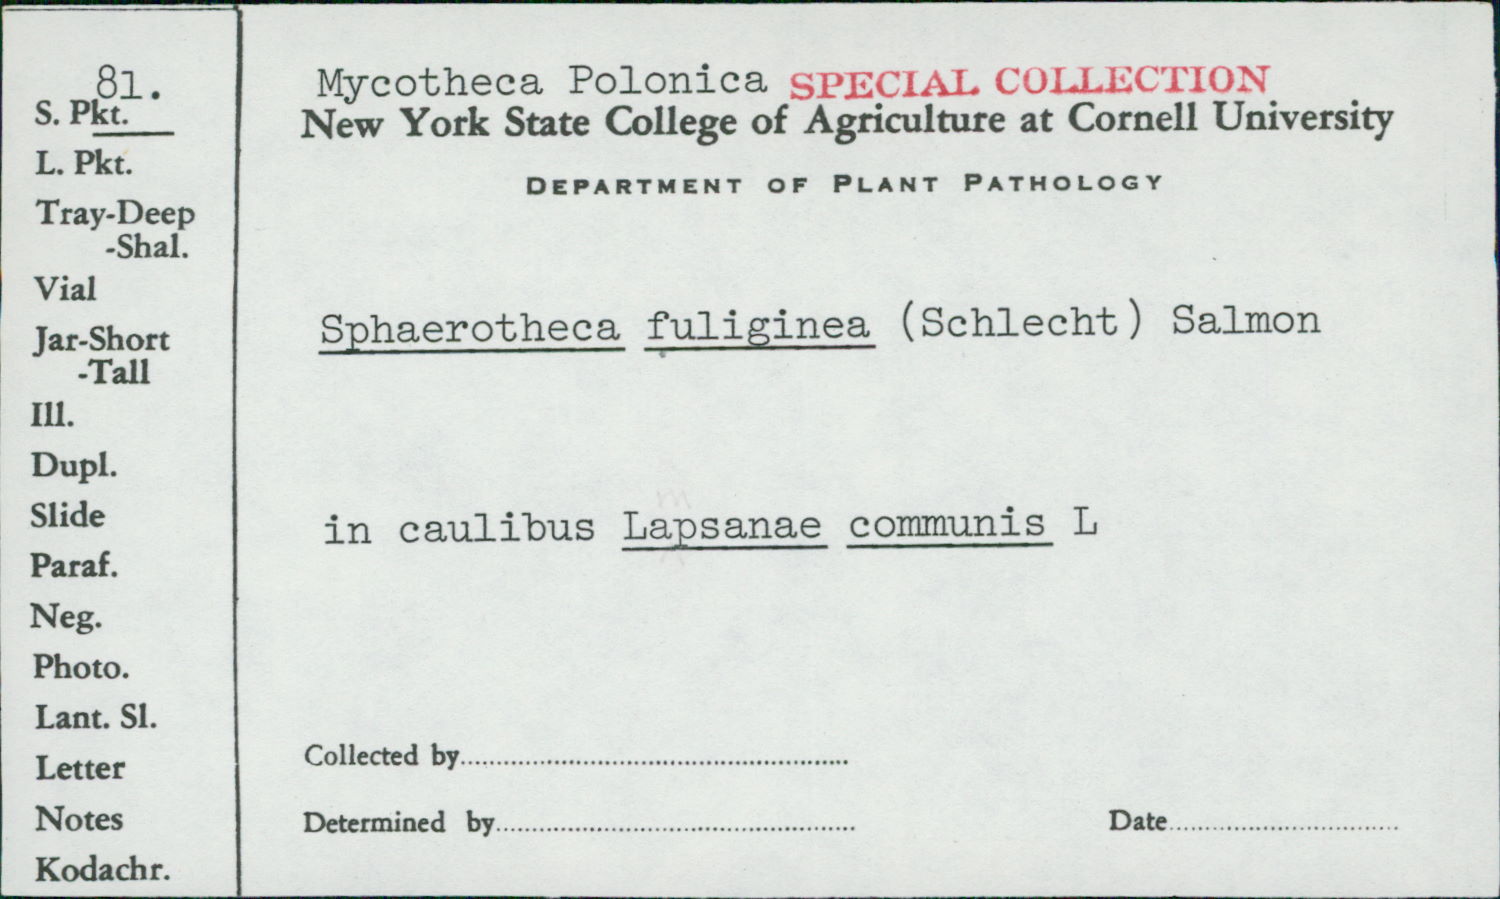 81.
S. Pkt.
L. Pkt.
Tray-Deep
-Shal.
Vial
Jar-Short
-Tall
Ill.
Dupl.
Slide
Paraf.
Neg.
Photo.
Lant. Sl.
Letter
Notes
Kodachr.
Mycotheca Polonica SPECIAL COLLECTION
New York State College of Agriculture at Cornell University
DEPARTMENT OF PLANT PATHOLOGY
Sphaerotheca fuliginea (Schlecht) Salmon
m
in caulibus Lapsanae communis L
Collected by
Determined by
Date